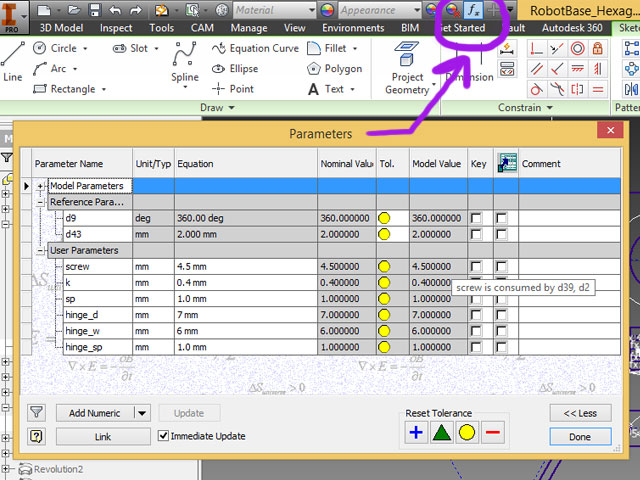 Material Appearance fx RobotBase_Hexag
PRO 3D Model Inspect Tools CAM Manage View Environments BIM Get Started ault Autodesk 360 Sket
Circle Slot Equation Curve Fillet
Arc Ellipse Polygon
Line Rectangle Spline Point Text Project Geometry Dimension
Draw Constrain Pattern
M
Parameters
Parameter Name Unit/Typ Equation Nominal Value Tol. Model Value Key Comment
Model Parameters
Reference Para...
d9 deg 360.00 deg 360.000000 360.000000
d43 mm 2.000 mm 2.000000 2.000000
User Parameters
screw mm 4.5 mm 4.500000 4.500000
k mm 0.4 mm 0.400000 0.400000
screw is consumed by d39, d2
sp mm 1.0 mm 1.000000 1.000000
hinge_d mm 7 mm 7.000000 7.000000
hinge_w mm 6 mm 6.000000 6.000000
hinge_sp mm 1.0 mm 1.000000 1.000000
Add Numeric Update Reset Tolerance << Less
Link Immediate Update Done
Revolution2